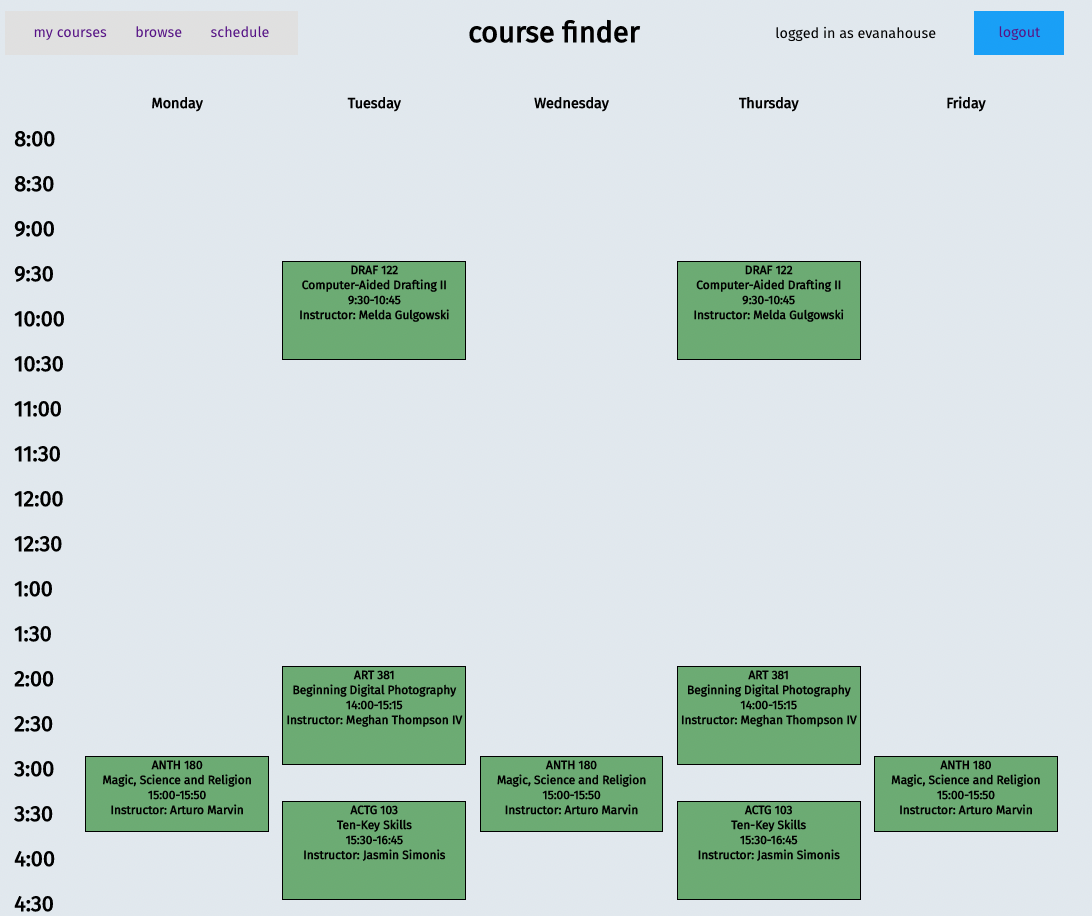 my courses browse schedule
course finder
logged in as evanahouse
logout
Monday Tuesday Wednesday Thursday Friday
8:00
8:30
9:00
9:30
DRAF 122
Computer-Aided Drafting II
9:30-10:45
Instructor: Melda Gulgowski
DRAF 122
Computer-Aided Drafting II
9:30-10:45
Instructor: Melda Gulgowski
10:00
10:30
11:00
11:30
12:00
12:30
1:00
1:30
2:00
ART 381
Beginning Digital Photography
14:00-15:15
Instructor: Meghan Thompson IV
ART 381
Beginning Digital Photography
14:00-15:15
Instructor: Meghan Thompson IV
2:30
3:00
ANTH 180
Magic, Science and Religion
15:00-15:50
Instructor: Arturo Marvin
ANTH 180
Magic, Science and Religion
15:00-15:50
Instructor: Arturo Marvin
ANTH 180
Magic, Science and Religion
15:00-15:50
Instructor: Arturo Marvin
3:30
ACTG 103
Ten-Key Skills
15:30-16:45
Instructor: Jasmin Simonis
ACTG 103
Ten-Key Skills
15:30-16:45
Instructor: Jasmin Simonis
4:00
4:30